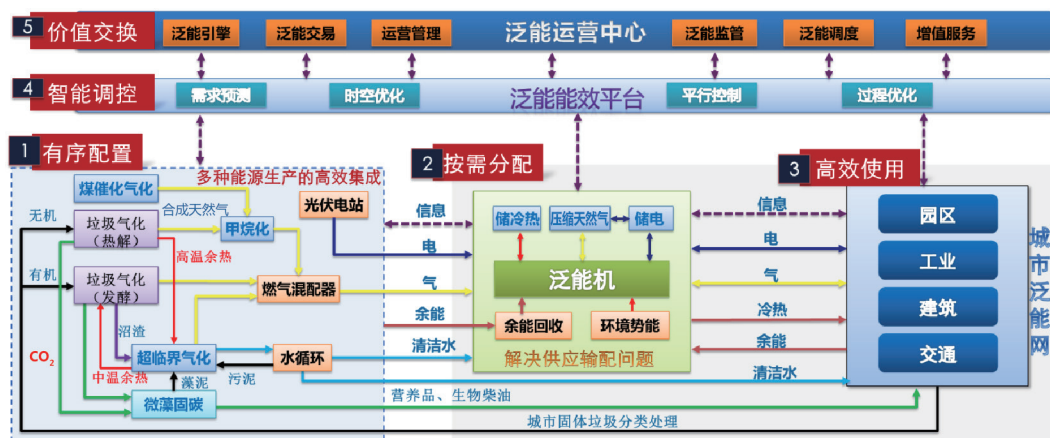 5 价值交换
泛能引擎
泛能交易
运营管理
泛能运营中心
泛能监管
泛能调度
增值服务
4 智能调控
需求预测
时空优化
泛能能效平台
平行控制
过程优化
1 有序配置
多种能源生产的高效集成
煤催化气化
合成天然气
光伏电站
无机
垃圾气化
(热解)
甲烷化
高温余热
有机
垃圾气化
(发酵)
燃气混配器
沼渣
CO₂
超临界气化
水循环
中温余热
藻泥
污泥
微藻固碳
营养品、生物柴油
城市固体垃圾分类处理
信息
电
气
余能
清洁水
2 按需分配
储冷热
压缩天然气
储电
泛能机
余能回收
环境势能
解决供应输配问题
信息
电
气
冷热
余能
清洁水
3 高效使用
园区
工业
建筑
交通
城市泛能网